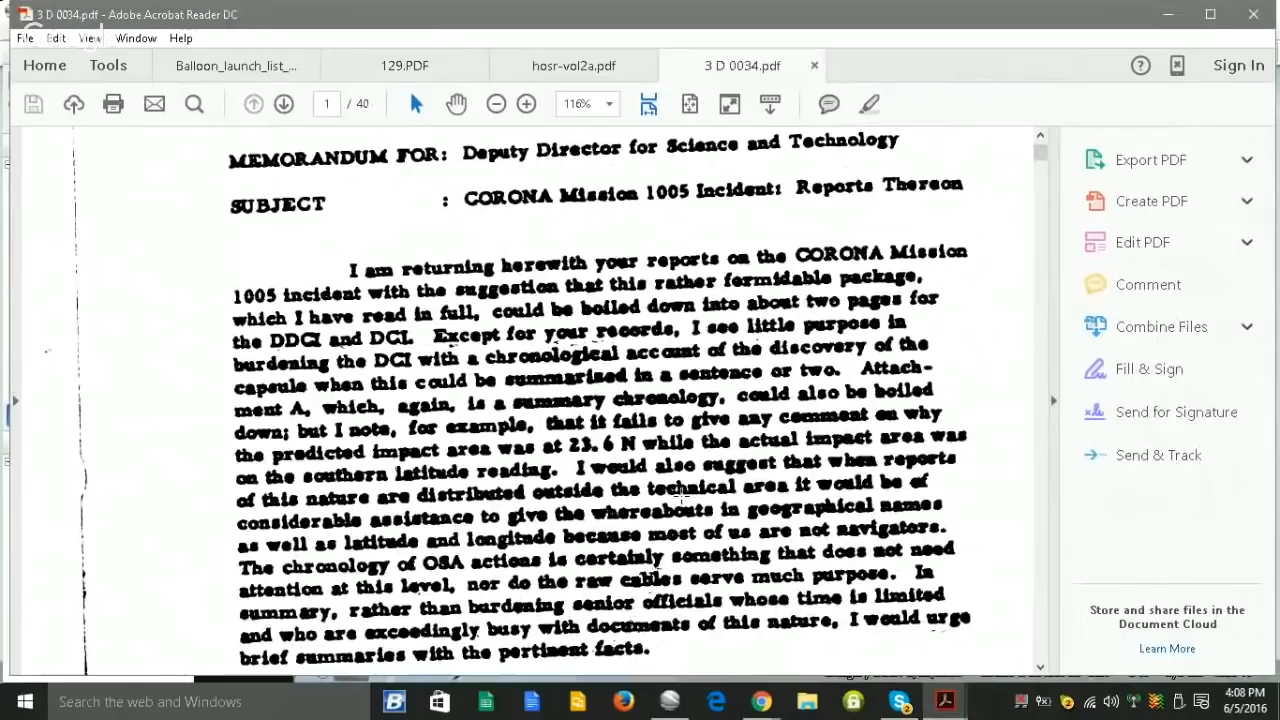 3 D 0034.pdf - Adobe Acrobat Reader DC
File Edit View Window Help
Google
Home Tools Balloon_launch_list_... 129.PDF hosr-vol2a.pdf 3 D 0034.pdf × Sign In
1 / 40 116%
MEMORANDUM FOR: Deputy Director for Science and Technology
SUBJECT : CORONA Mission 1005 Incident: Reports Thereon
I am returning herewith your reports on the CORONA Mission
1005 incident with the suggestion that this rather formidable package,
which I have read in full, could be boiled down into about two pages for
the DDCI and DCI. Except for your records, I see little purpose in
burdening the DCI with a chronological account of the discovery of the
capsule when this could be summarized in a sentence or two. Attach-
ment A, which, again, is a summary chronology, could also be boiled
down; but I note, for example, that it fails to give any comment on why
the predicted impact area was at 23.6 N while the actual impact area was
on the southern latitude reading. I would also suggest that when reports
of this nature are distributed outside the technical area it would be of
considerable assistance to give the whereabouts in geographical names
as well as latitude and longitude because most of us are not navigators.
The chronology of OSA actions is certainly something that does not need
attention at this level, nor do the raw cables serve much purpose. In
summary, rather than burdening senior officials whose time is limited
and who are exceedingly busy with documents of this nature, I would urge
brief summaries with the pertinent facts.
Export PDF
Create PDF
Edit PDF
Comment
Combine Files
Fill & Sign
Send for Signature
Send & Track
Store and share files in the
Document Cloud
Learn More
Search the web and Windows
4:08 PM
6/5/2016